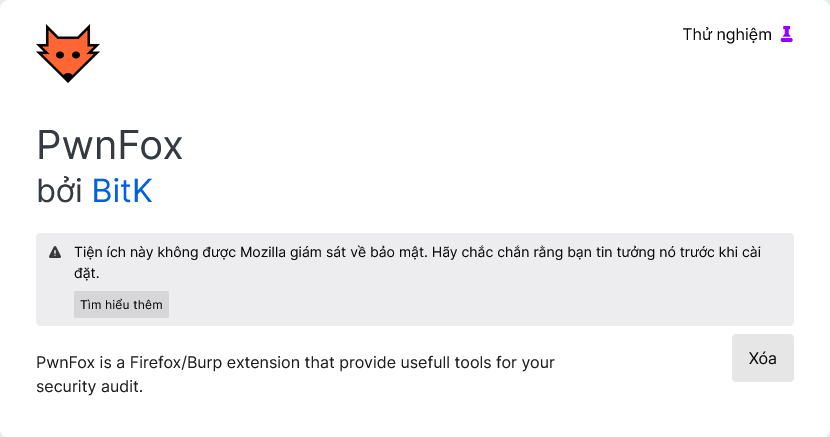 Thử nghiệm
PwnFox
bởi BitK
Tiện ích này không được Mozilla giám sát về bảo mật. Hãy chắc chắn rằng bạn tin tưởng nó trước khi cài
đặt.
Tìm hiểu thêm
PwnFox is a Firefox/Burp extension that provide usefull tools for your
security audit.
Xóa